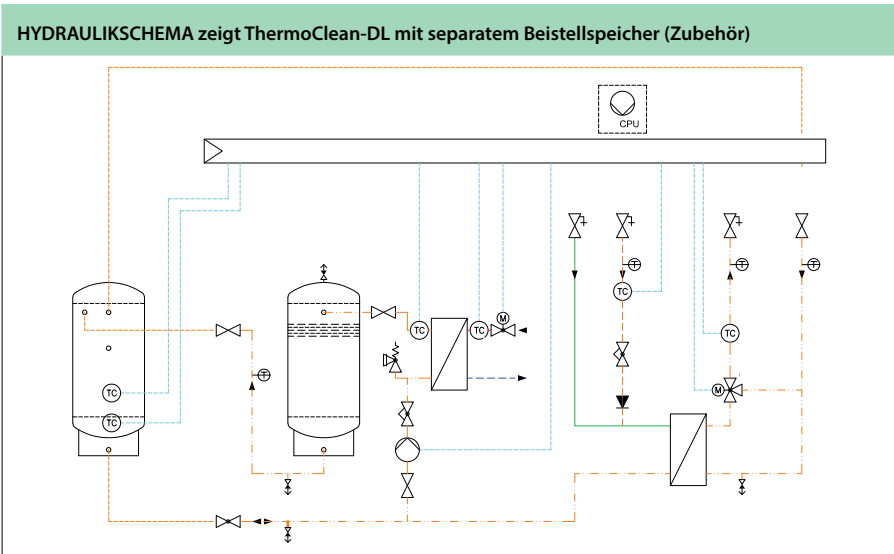 HYDRAULIKSCHEMA zeigt ThermoClean-DL mit separatem Beistellspeicher (Zubehör)
CPU
T
T
T
TC
M
TC
TC
TC
T
M
TC
TC